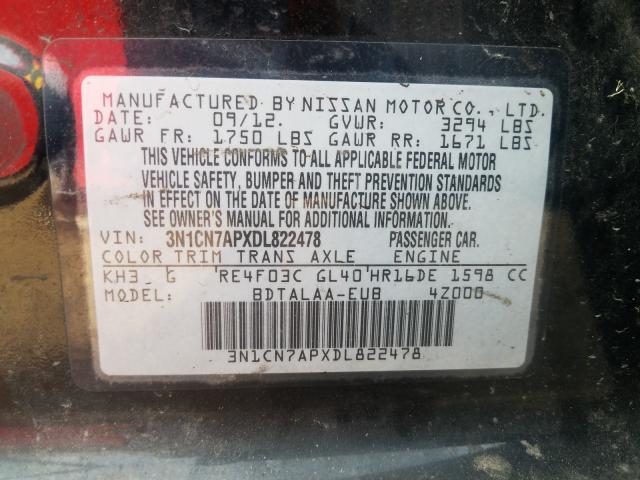 MANUFACTURED BY NISSAN MOTOR CO., LTD.
DATE: 09/12. GVWR: 3294 LBS
GAWR FR: 1750 LBS GAWR RR: 1671 LBS
THIS VEHICLE CONFORMS TO ALL APPLICABLE FEDERAL MOTOR
VEHICLE SAFETY, BUMPER AND THEFT PREVENTION STANDARDS
IN EFFECT ON THE DATE OF MANUFACTURE SHOWN ABOVE.
SEE OWNER'S MANUAL FOR ADDITIONAL INFORMATION.
VIN: 3N1CN7APXDL822478 PASSENGER CAR.
COLOR TRIM TRANS AXLE ENGINE
KH3 G RE4F03C GL40 HR16DE 1598 CC
MODEL: BDTALAA-EUB 4Z000
3N1CN7APXDL822478